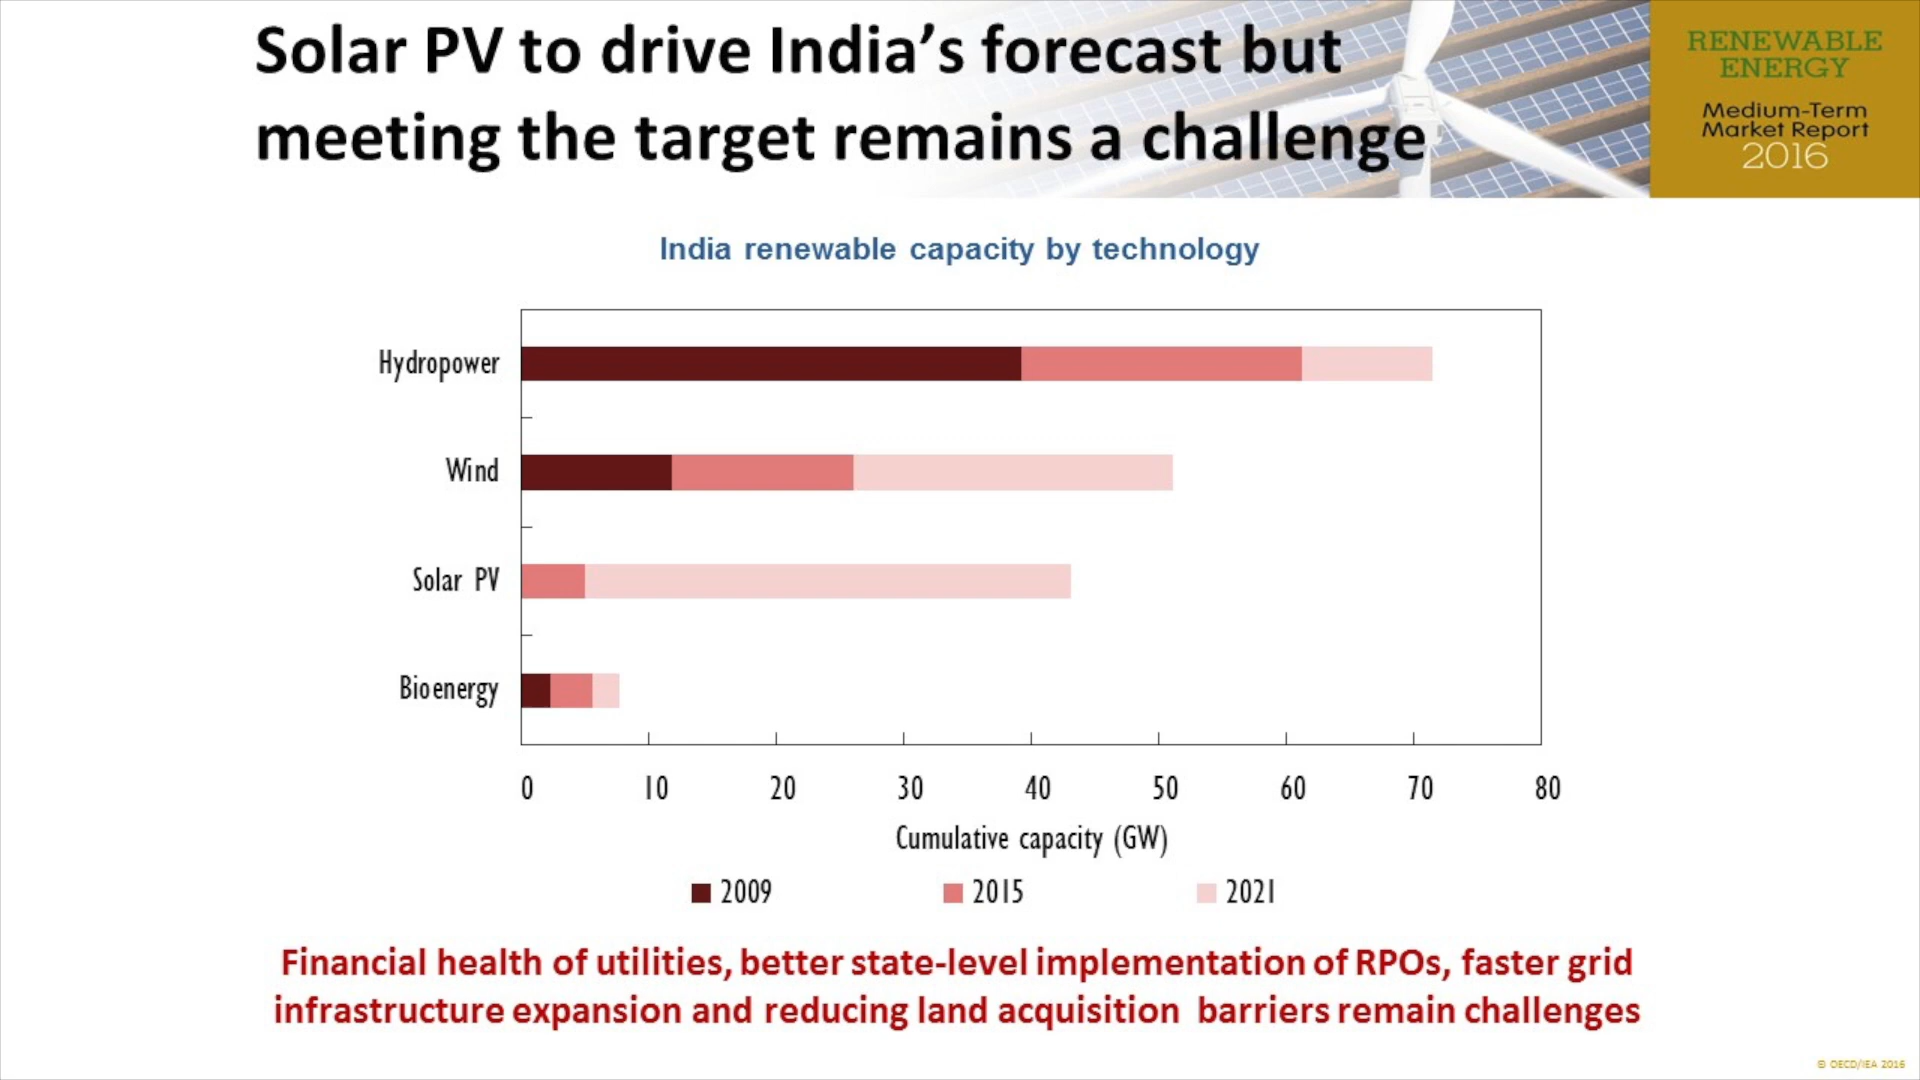 Solar PV to drive India’s forecast but
meeting the target remains a challenge
RENEWABLE
ENERGY
Medium-Term
Market Report
2016
India renewable capacity by technology
Hydropower
Wind
Solar PV
Bioenergy
0 10 20 30 40 50 60 70 80
Cumulative capacity (GW)
2009 2015 2021
Financial health of utilities, better state-level implementation of RPOs, faster grid
infrastructure expansion and reducing land acquisition barriers remain challenges
© OECD/IEA 2016